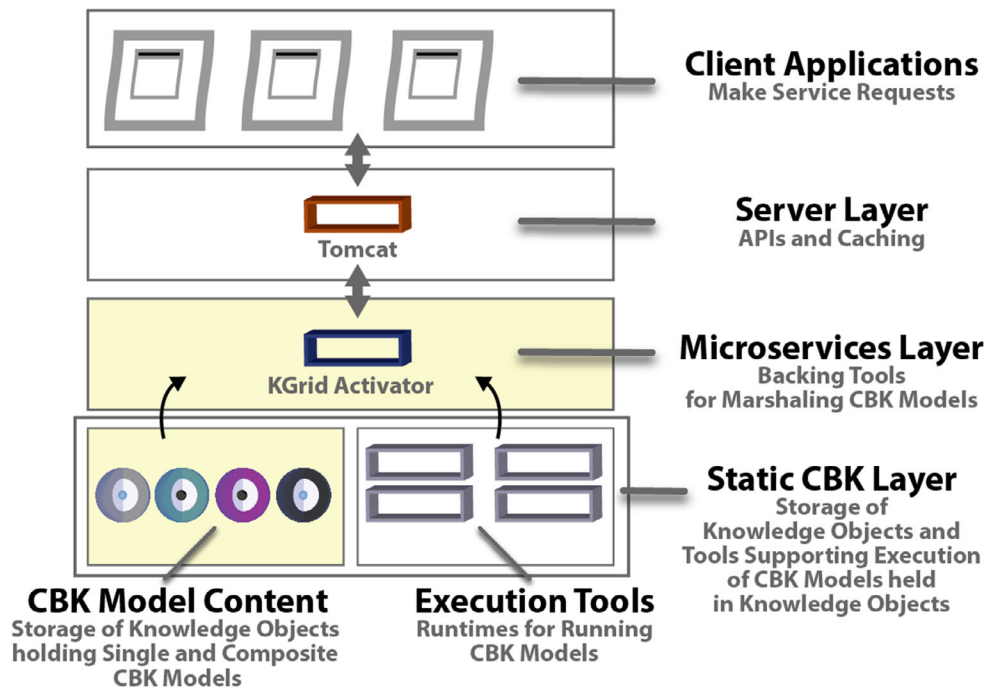 Client Applications
Make Service Requests
Tomcat
Server Layer
APIs and Caching
KGrid Activator
Microservices Layer
Backing Tools
for Marshaling CBK Models
Static CBK Layer
Storage of
Knowledge Objects and
Tools Supporting Execution
of CBK Models held
in Knowledge Objects
CBK Model Content
Storage of Knowledge Objects
holding Single and Composite
CBK Models
Execution Tools
Runtimes for Running
CBK Models